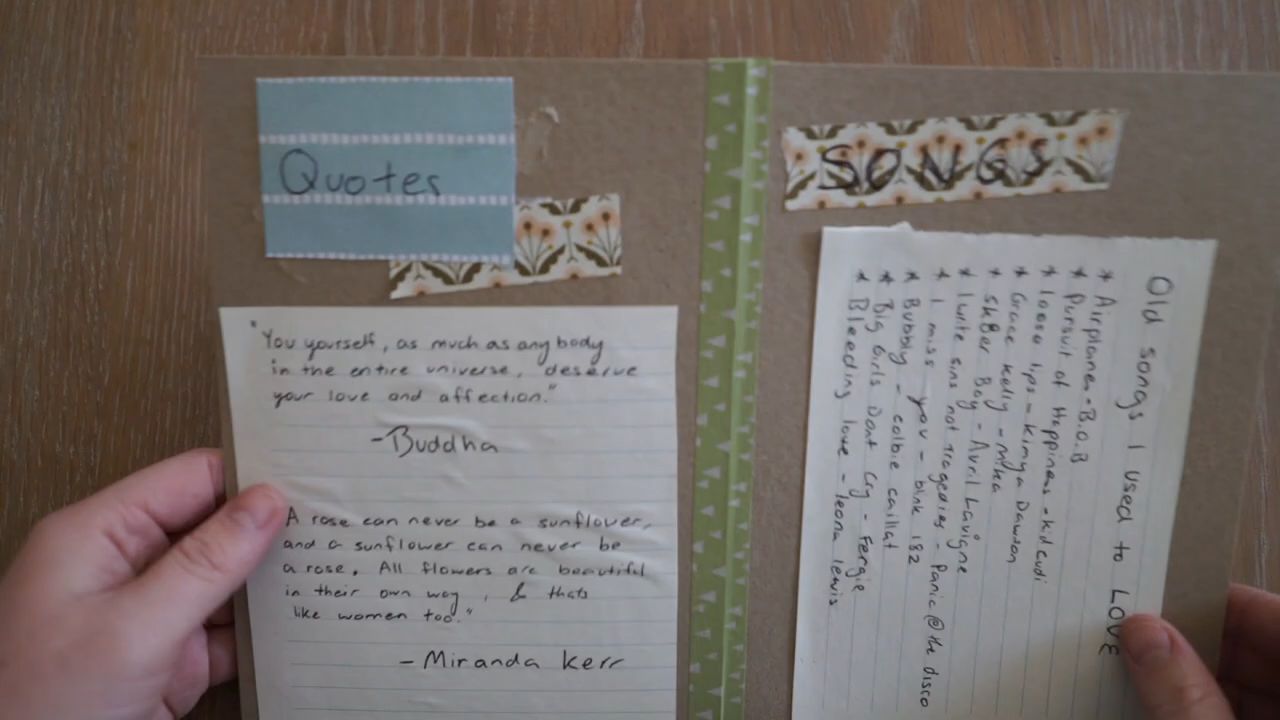 Quotes
"You yourself, as much as any body
in the entire universe, deserve
your love and affection."
-Buddha
A rose can never be a sunflower,
and a sunflower can never be
a rose. All flowers are beautiful
in their own way, & thats
like women too."
- Miranda Kerr
SONGS
Old songs I used to LOVE
* Airplanes - B.O.B
* Pursuit of Happiness - kid cudi
* loose lips - kimya Dawson
* Grace kelly - Mika
* sk8er Boy - Avril Lavigne
* I write sins not tragedies - Panic @ the disco
* I miss you - blink 182
* Bubbly - colbie caillat
* Big Girls Dont Cry - Fergie
* Bleeding love - leona lewis